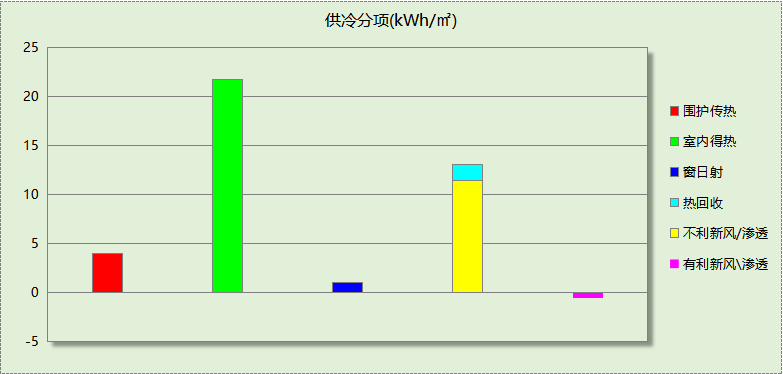 供冷分项(kWh/㎡)
25
20
15
10
5
0
-5
围护传热
室内得热
窗日射
热回收
不利新风/渗透
有利新风\渗透